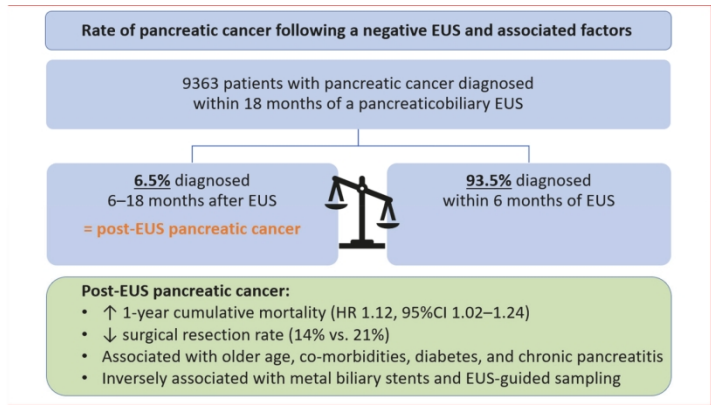 Rate of pancreatic cancer following a negative EUS and associated factors
9363 patients with pancreatic cancer diagnosed
within 18 months of a pancreaticobiliary EUS
6.5% diagnosed
6–18 months after EUS
= post-EUS pancreatic cancer
93.5% diagnosed
within 6 months of EUS
Post-EUS pancreatic cancer:
• ↑ 1-year cumulative mortality (HR 1.12, 95%CI 1.02–1.24)
• ↓ surgical resection rate (14% vs. 21%)
• Associated with older age, co-morbidities, diabetes, and chronic pancreatitis
• Inversely associated with metal biliary stents and EUS-guided sampling